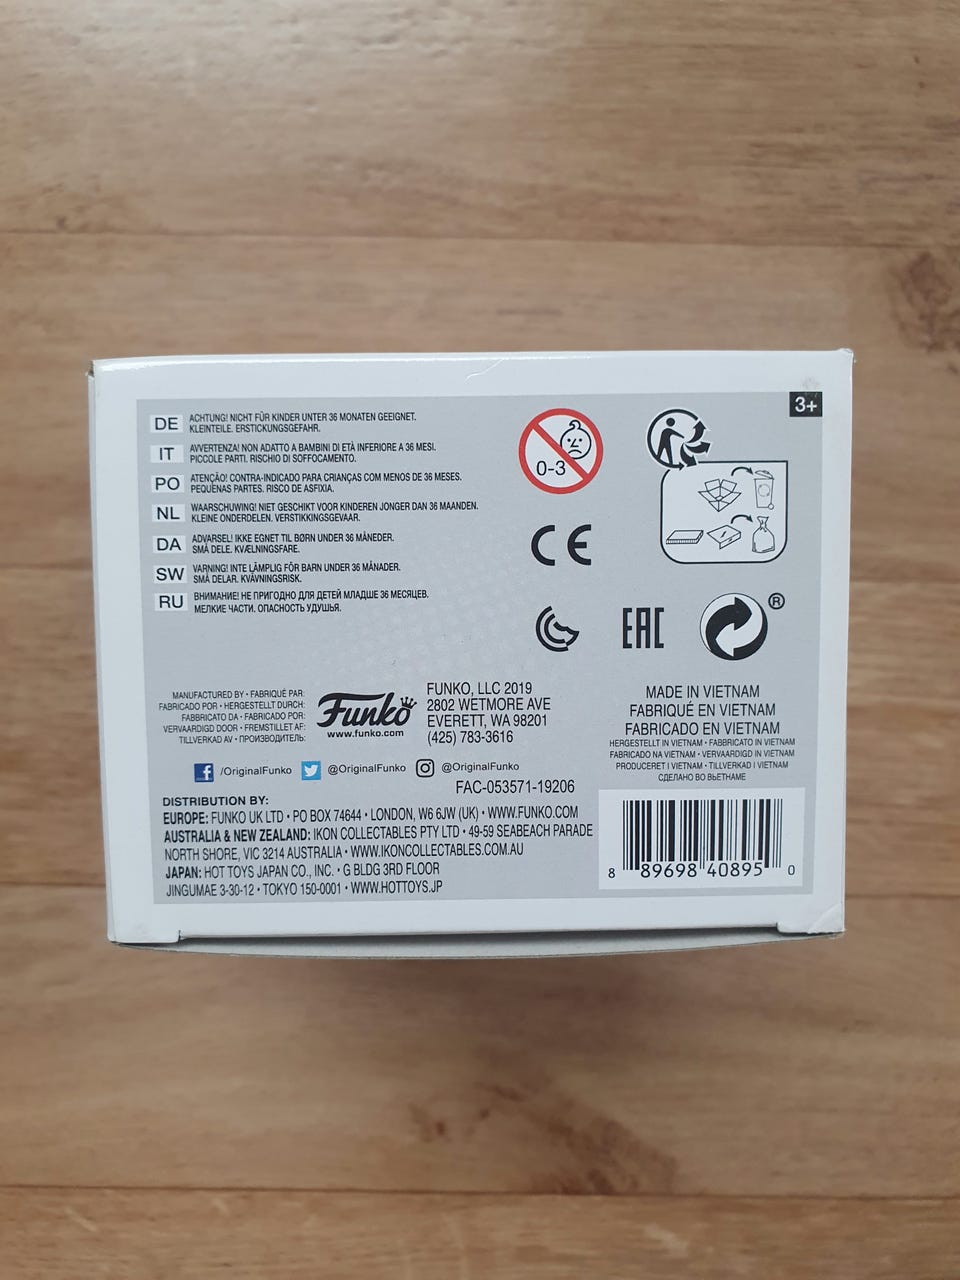 3+
DE ACHTUNG! NICHT FÜR KINDER UNTER 36 MONATEN GEEIGNET.
KLEINTEILE. ERSTICKUNGSGEFAHR.
IT AVVERTENZA! NON ADATTO A BAMBINI DI ETÀ INFERIORE A 36 MESI.
PICCOLE PARTI. RISCHIO DI SOFFOCAMENTO.
PO ATENÇÃO! CONTRA-INDICADO PARA CRIANÇAS COM MENOS DE 36 MESES.
PEQUENAS PARTES. RISCO DE ASFIXIA.
NL WAARSCHUWING! NIET GESCHIKT VOOR KINDEREN JONGER DAN 36 MAANDEN.
KLEINE ONDERDELEN. VERSTIKKINGSGEVAAR.
DA ADVARSEL! IKKE EGNET TIL BØRN UNDER 36 MÅNEDER.
SMÅ DELE. KVÆLNINGSFARE.
SW VARNING! INTE LÄMPLIG FÖR BARN UNDER 36 MÅNADER.
SMÅ DELAR. KVÄVNINGSRISK.
RU ВНИМАНИЕ! НЕ ПРИГОДНО ДЛЯ ДЕТЕЙ МЛАДШЕ 36 МЕСЯЦЕВ.
МЕЛКИЕ ЧАСТИ. ОПАСНОСТЬ УДУШЬЯ.
0-3
CE
EAC
®
MANUFACTURED BY • FABRIQUÉ PAR:
FABRICADO POR • HERGESTELLT DURCH:
FABBRICATO DA • FABRICADO POR:
VERVAARDIGD DOOR • FREMSTILLET AF:
TILLVERKAD AV • ПРОИЗВОДИТЕЛЬ:
Funko
www.funko.com
FUNKO, LLC 2019
2802 WETMORE AVE
EVERETT, WA 98201
(425) 783-3616
/OriginalFunko @OriginalFunko @OriginalFunko
FAC-053571-19206
DISTRIBUTION BY:
EUROPE: FUNKO UK LTD • PO BOX 74644 • LONDON, W6 6JW (UK) • WWW.FUNKO.COM
AUSTRALIA & NEW ZEALAND: IKON COLLECTABLES PTY LTD • 49-59 SEABEACH PARADE
NORTH SHORE, VIC 3214 AUSTRALIA • WWW.IKONCOLLECTABLES.COM.AU
JAPAN: HOT TOYS JAPAN CO., INC. • G BLDG 3RD FLOOR
JINGUMAE 3-30-12 • TOKYO 150-0001 • WWW.HOTTOYS.JP
MADE IN VIETNAM
FABRIQUÉ EN VIETNAM
FABRICADO EN VIETNAM
HERGESTELLT IN VIETNAM • FABBRICATO IN VIETNAM
FABRICADO NA VIETNAM • VERVAARDIGD IN VIETNAM
PRODUCERET I VIETNAM • TILLVERKAD I VIETNAM
СДЕЛАНО ВО ВЬЕТНАМЕ
8 89698 40895 0